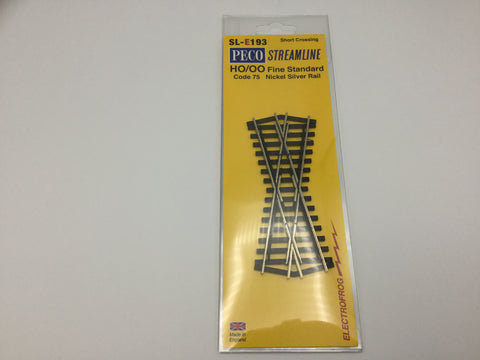 SL-E193 Short Crossing
PECO STREAMLINE
HO/OO Fine Standard
Code 75 Nickel Silver Rail
ELECTROFROG
Made in
England